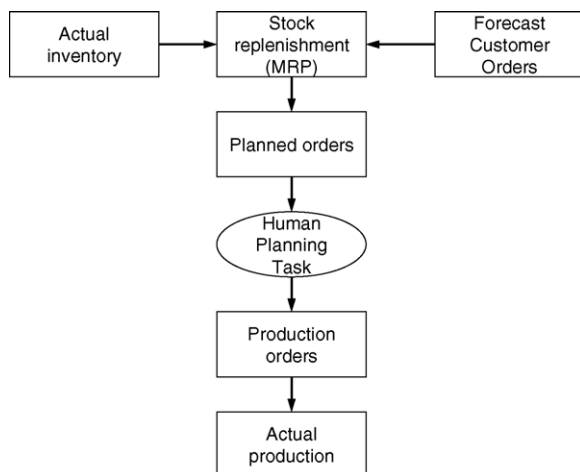 Actual
inventory
Stock
replenishment
(MRP)
Forecast
Customer
Orders
Planned orders
Human
Planning
Task
Production
orders
Actual
production